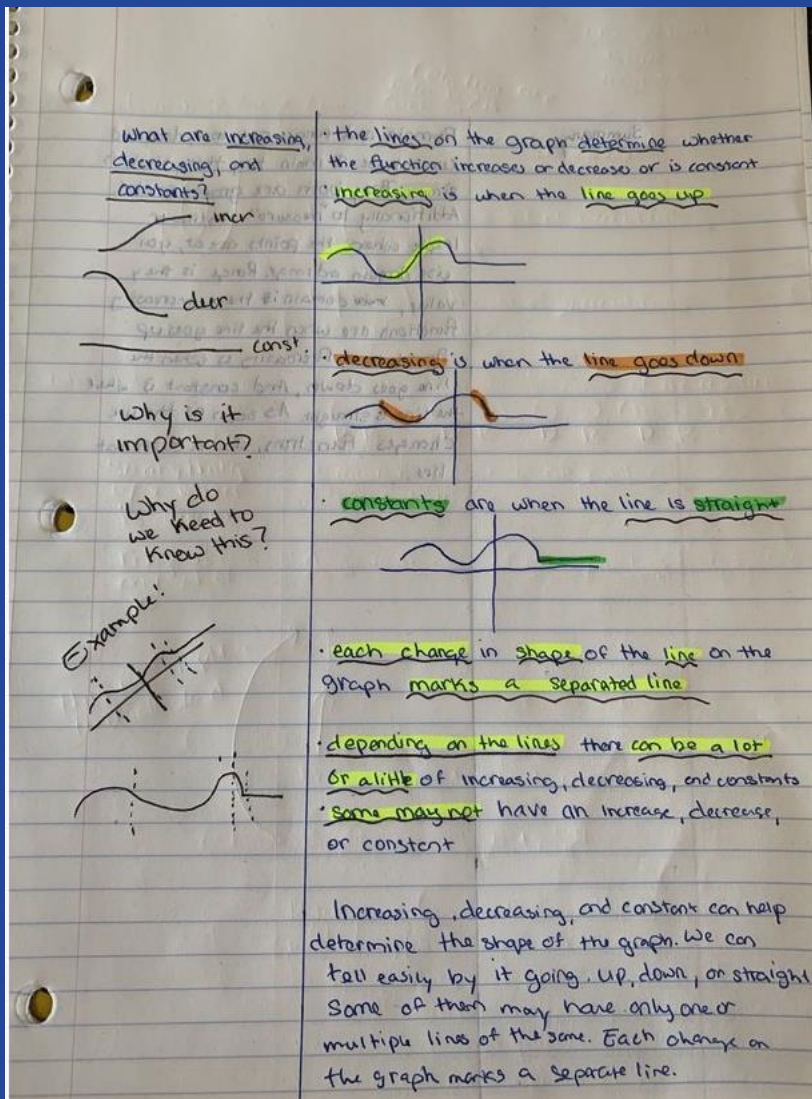 What are increasing,
decreasing, and
constants?
incr
decr
const.
Why is it
important?
Why do
we need to
know this?
Example!
· the lines on the graph determine whether
the function increases or decrease or is constant
· increasing is when the line goes up
· decreasing is when the line goes down
· constants are when the line is straight
· each change in shape of the line on the
graph marks a separated line
· depending on the lines there can be a lot
or a little of increasing, decreasing, and constants
· some may not have an increase, decrease,
or constant
Increasing, decreasing, and constant can help
determine the shape of the graph. We can
tell easily by it going up, down, or straight
Some of them may have only one or
multiple lines of the same. Each change on
the graph marks a separate line.